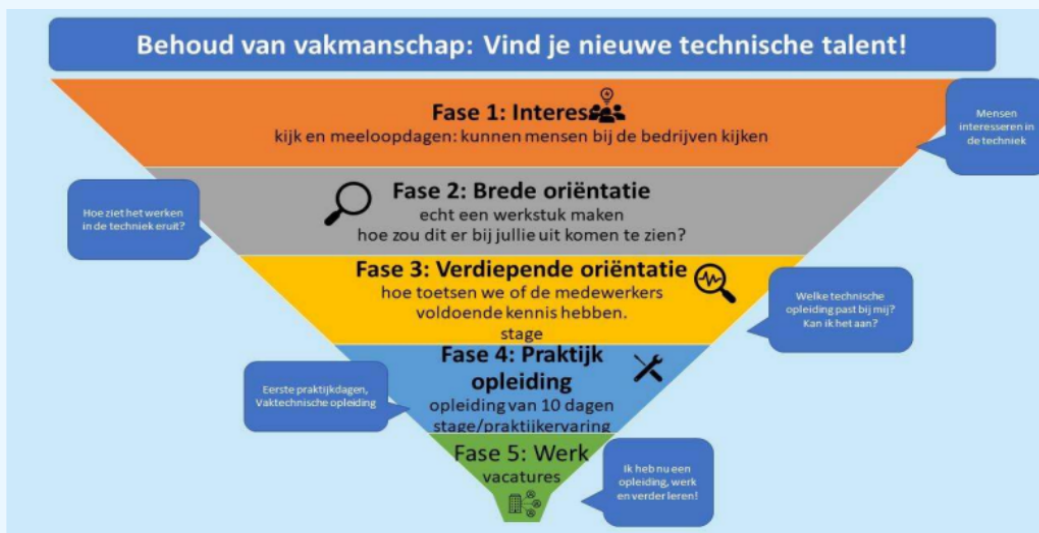 Behoud van vakmanschap: Vind je nieuwe technische talent!
Fase 1: Interes
kijk en meeloopdagen: kunnen mensen bij de bedrijven kijken
Mensen
interesseren in
de techniek
Fase 2: Brede oriëntatie
echt een werkstuk maken
hoe zou dit er bij jullie uit komen te zien?
Hoe ziet het werken
in de techniek eruit?
Fase 3: Verdiepende oriëntatie
hoe toetsen we of de medewerkers
voldoende kennis hebben.
stage
Welke technische
opleiding past bij mij?
Kan ik het aan?
Fase 4: Praktijk
opleiding
opleiding van 10 dagen
stage/praktijkervaring
Eerste praktijkdagen,
Vaktechnische opleiding
Fase 5: Werk
vacatures
Ik heb nu een
opleiding, werk
en verder leren!